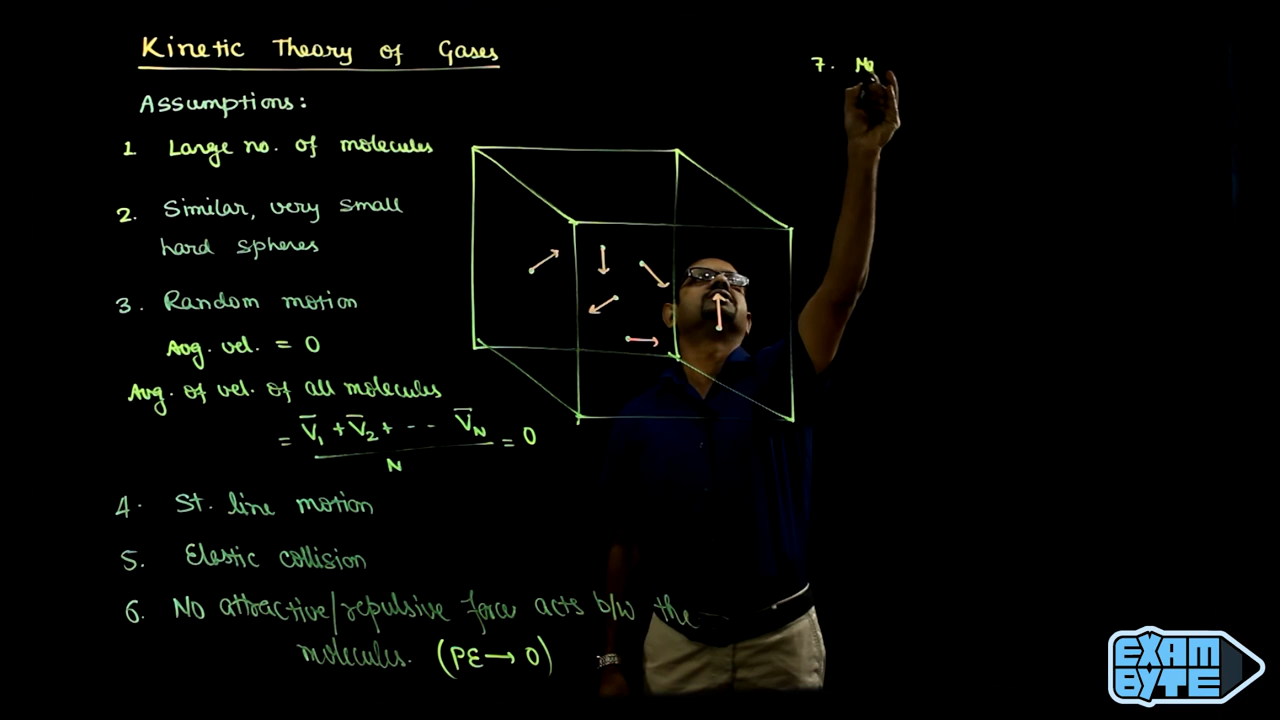 Kinetic Theory of Gases
Assumptions:
1 Large no. of molecules
2. Similar, very small
hard spheres
3. Random motion
Avg. vel. = 0
Avg. of vel. of all molecules
= V̄₁ + V̄₂ + --- V̄N / N = 0
4. St. line motion
5. Elastic collision
6. No attractive/repulsive force acts b/w the
molecules. (PE → 0)
7. No
EXAM
BYTE